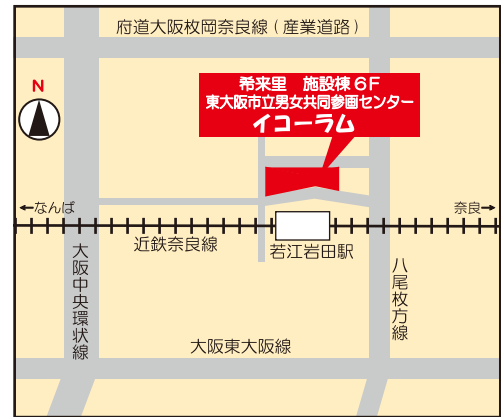 府道大阪枚岡奈良線(産業道路)
N
希来里 施設棟6F
東大阪市立男女共同参画センター
イコーラム
←なんば
奈良→
近鉄奈良線
若江岩田駅
大阪中央環状線
八尾枚方線
大阪東大阪線